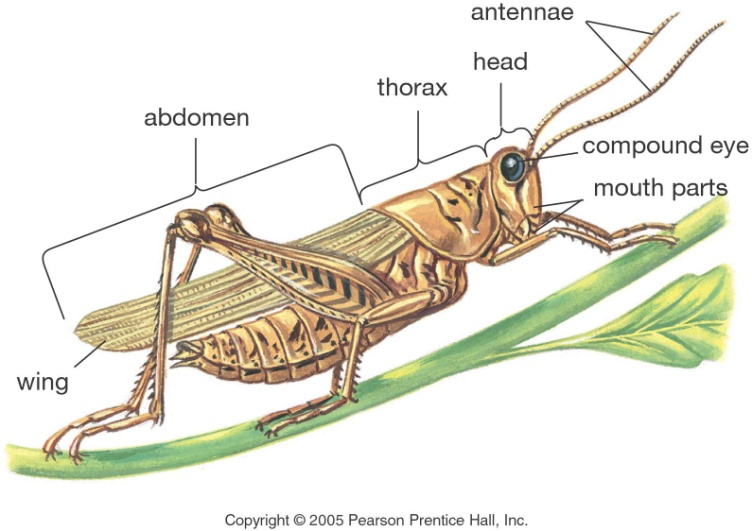 antennae
head
thorax
abdomen
compound eye
mouth parts
wing
Copyright © 2005 Pearson Prentice Hall, Inc.